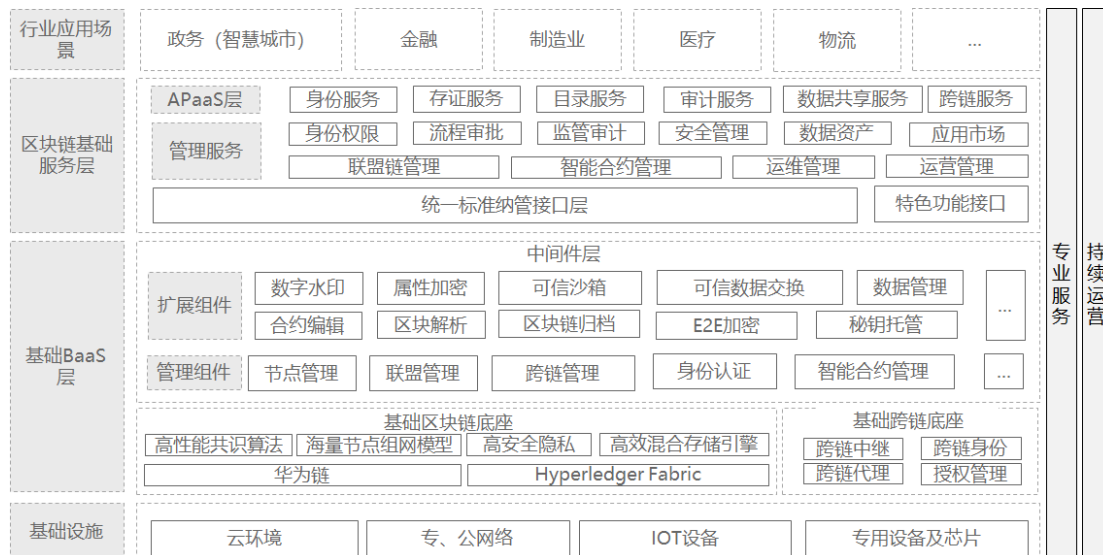 行业应用场景
政务（智慧城市）
金融
制造业
医疗
物流
...
区块链基础服务层
APaaS层
身份服务
存证服务
目录服务
审计服务
数据共享服务
跨链服务
管理服务
身份权限
流程审批
监管审计
安全管理
数据资产
应用市场
联盟链管理
智能合约管理
运维管理
运营管理
统一标准纳管接口层
特色功能接口
基础BaaS层
中间件层
扩展组件
数字水印
属性加密
可信沙箱
可信数据交换
数据管理
...
合约编辑
区块解析
区块链归档
E2E加密
秘钥托管
管理组件
节点管理
联盟管理
跨链管理
身份认证
智能合约管理
...
基础区块链底座
高性能共识算法
海量节点组网模型
高安全隐私
高效混合存储引擎
华为链
Hyperledger Fabric
基础跨链底座
跨链中继
跨链身份
跨链代理
授权管理
基础设施
云环境
专、公网络
IOT设备
专用设备及芯片
专业服务
持续运营